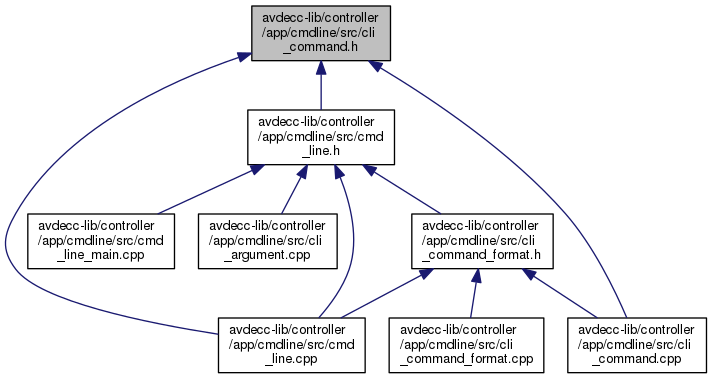 avdecc-lib/controller
/app/cmdline/src/cli
_command.h
avdecc-lib/controller
/app/cmdline/src/cmd
_line.h
avdecc-lib/controller
/app/cmdline/src/cmd
_line_main.cpp
avdecc-lib/controller
/app/cmdline/src/cli
_argument.cpp
avdecc-lib/controller
/app/cmdline/src/cli
_command_format.h
avdecc-lib/controller
/app/cmdline/src/cmd
_line.cpp
avdecc-lib/controller
/app/cmdline/src/cli
_command_format.cpp
avdecc-lib/controller
/app/cmdline/src/cli
_command.cpp